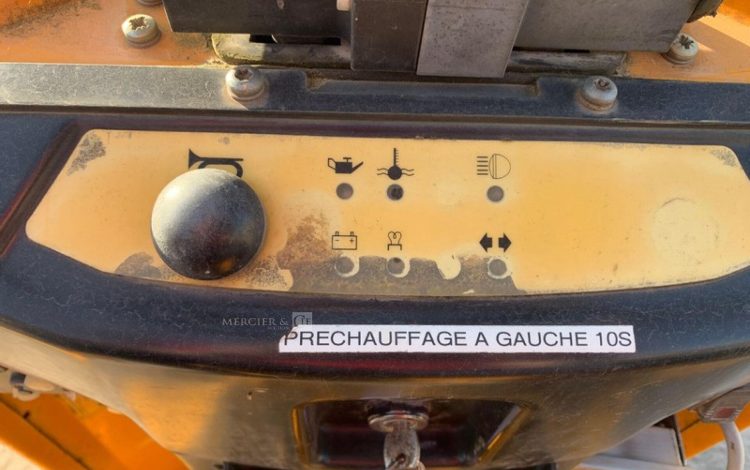 MERCIER & CIE
PRECHAUFFAGE A GAUCHE 10S